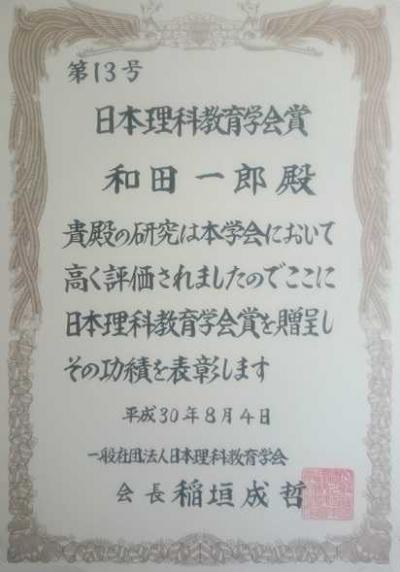 第13号
日本理科教育学会賞
和田一郎殿
貴殿の研究は本学会において
高く評価されましたのでここに
日本理科教育学会賞を贈呈し
その功績を表彰します
平成30年8月4日
一般社団法人日本理科教育学会
会長 稲垣成哲